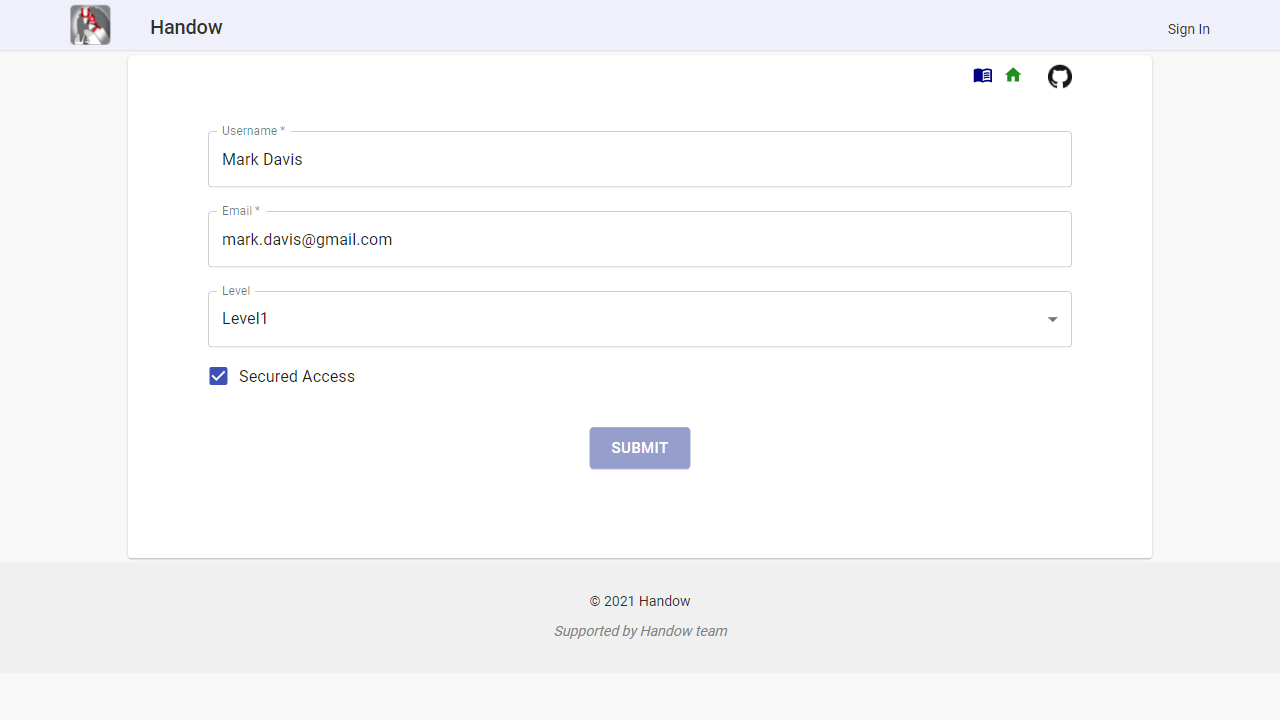 Handow
Sign In
Username *
Mark Davis
Email *
mark.davis@gmail.com
Level
Level1
Secured Access
SUBMIT
© 2021 Handow
Supported by Handow team